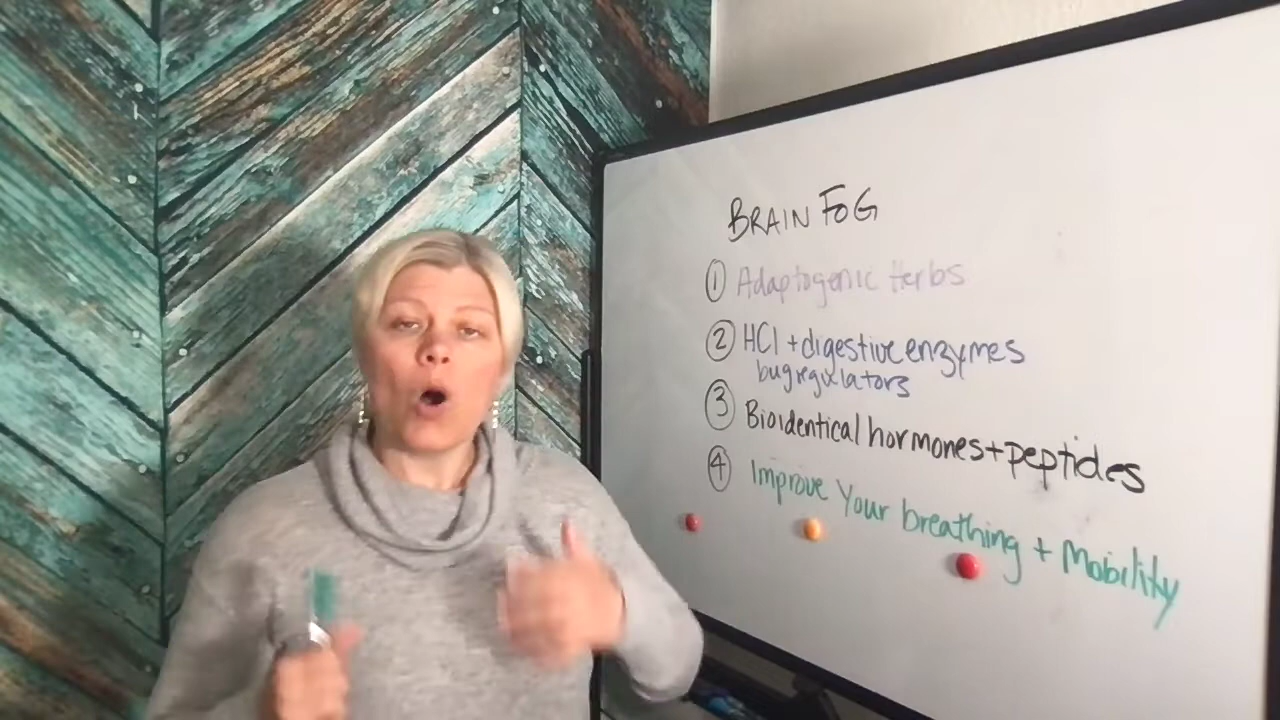 BRAIN FOG
① Adaptogenic Herbs
② HCl + digestive enzymes
bug regulators
③ Bioidentical hormones + peptides
④ Improve Your breathing + Mobility